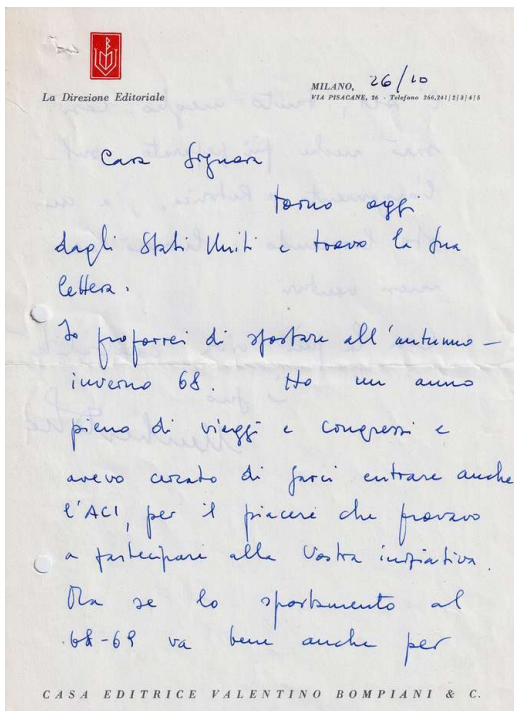 La Direzione Editoriale
MILANO, 26/10
VIA PISACANE, 26 - Telefono 266,241|2|3|4|5
Cara Signora
torno oggi
dagli Stati Uniti e trovo la Sua
lettera.
Io proporrei di spostare all'autunno –
inverno 68. Ho un anno
pieno di viaggi e congressi e
avevo cercato di farci entrare anche
l'ACI, per il piacere che provavo
a partecipare alla Vostra iniziativa.
Ma se lo spostamento al
68-69 va bene anche per
CASA EDITRICE VALENTINO BOMPIANI & C.